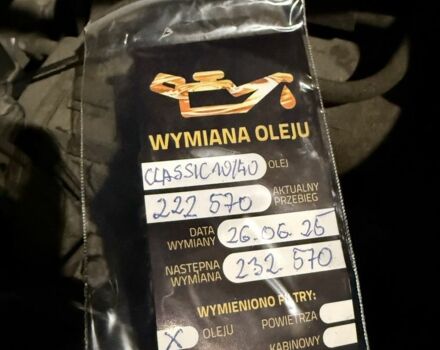 WYMIANA OLEJU
CLASSIC 10/40 OLEJ
222 570 AKTUALNY PRZEBIEG
DATA WYMIANY 26.06.25
NASTĘPNA WYMIANA 232 570
WYMIENIONO FILTRY:
X OLEJU POWIETRZA
KABINOWY